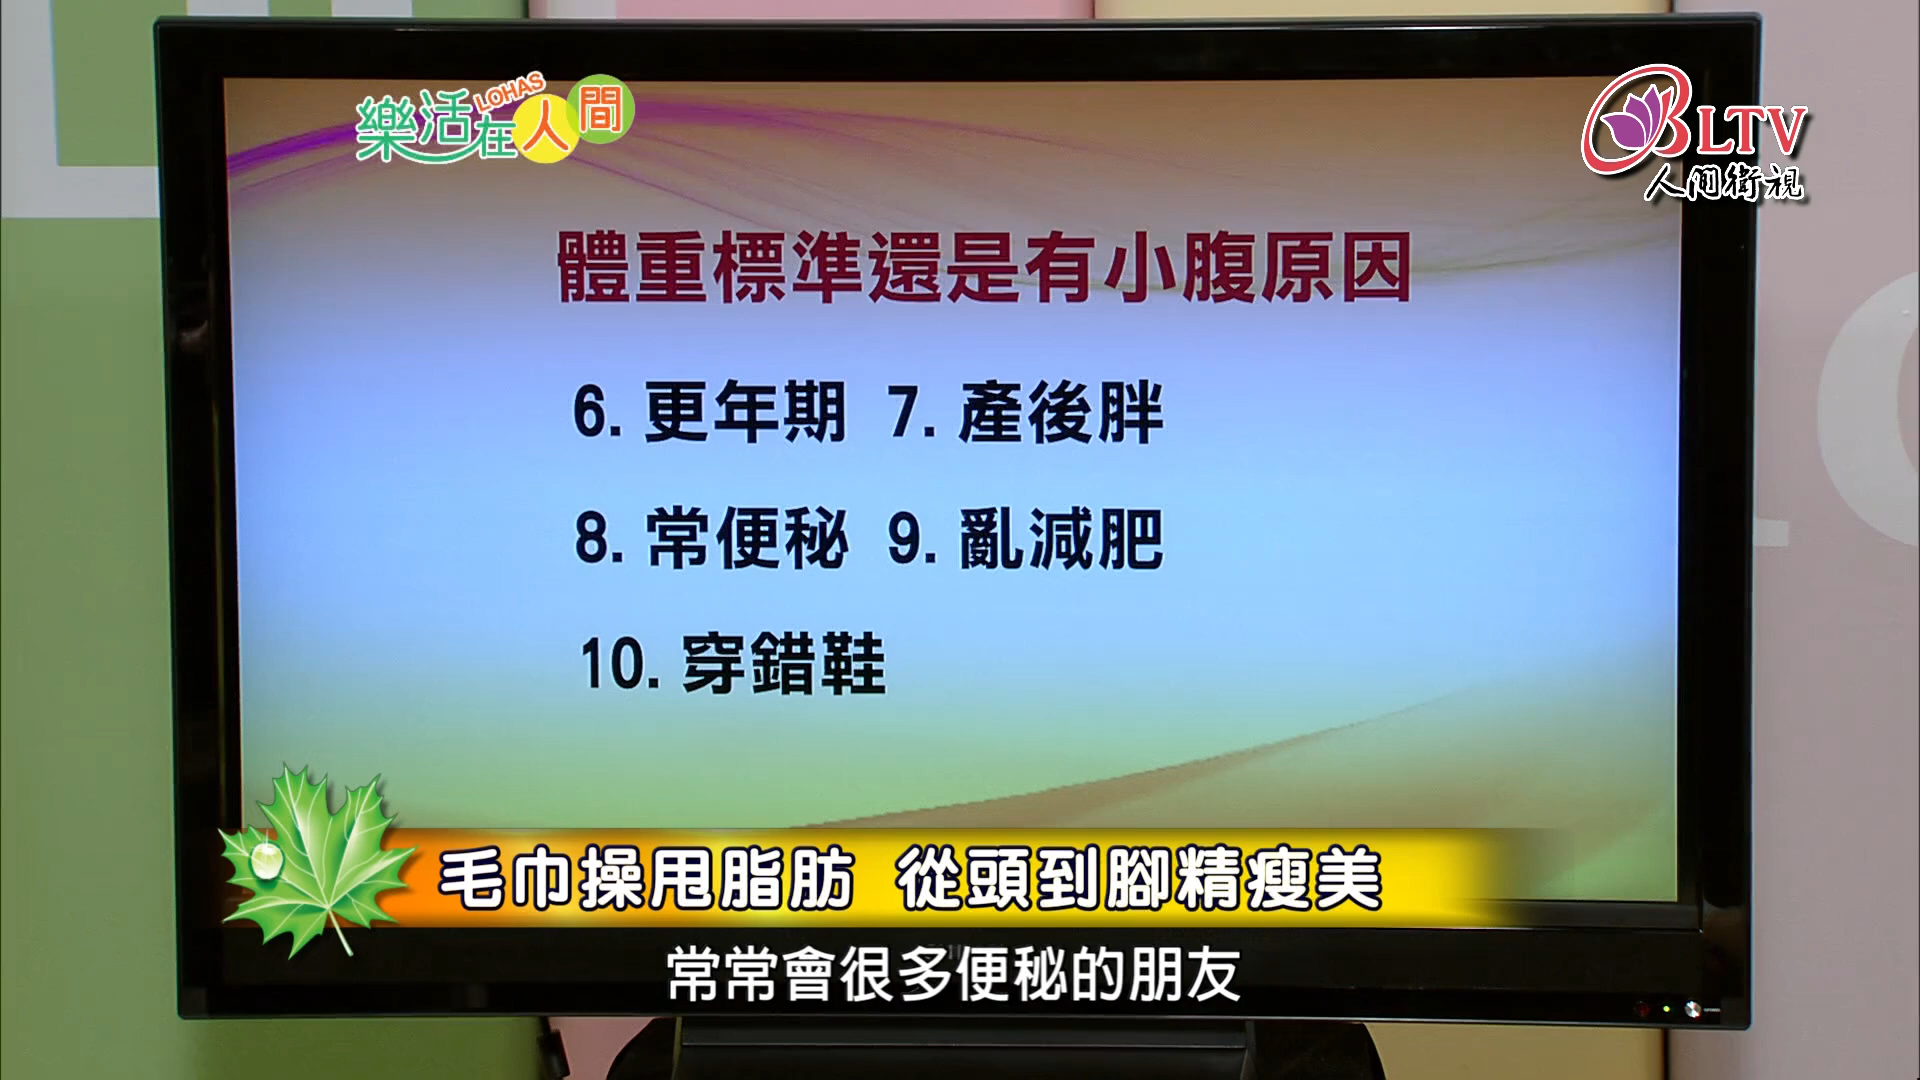 樂活在人間
LOHAS
BLTV
人間衛視
體重標準還是有小腹原因
6.更年期 7.產後胖
8.常便秘 9.亂減肥
10.穿錯鞋
毛巾操甩脂肪 從頭到腳精瘦美
常常會很多便秘的朋友